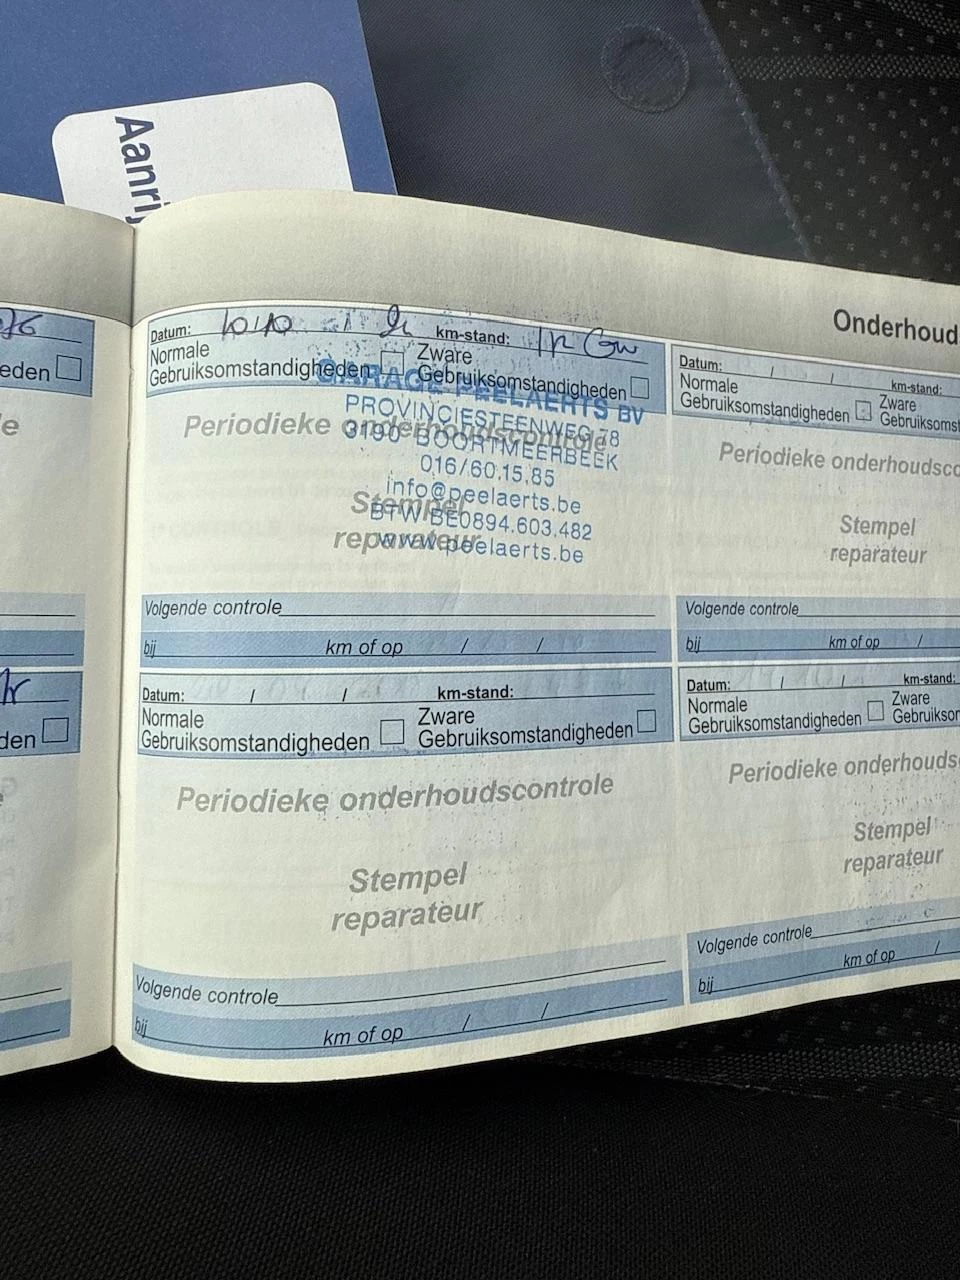 Aanrij
Onderhoud
eden
Datum: / km-stand:
Normale Zware
Gebruiksomstandigheden Gebruiksomstandigheden
GARAGE PEELAERTS BV
PROVINCIESTEENWEG 78
3190 BOORTMEERBEEK
016/60.15.85
info@peelaerts.be
BTW BE0894.603.482
www.peelaerts.be
Periodieke onderhoudscontrole
Stempel
reparateur
Volgende controle
bij km of op / /
Datum: / / km-stand:
Normale Zware
Gebruiksomstandigheden Gebruiksomst
Periodieke onderhoudsco
Stempel
reparateur
Volgende controle
bij km of op /
den
Datum: / / km-stand:
Normale Zware
Gebruiksomstandigheden Gebruiksomstandigheden
Periodieke onderhoudscontrole
Stempel
reparateur
Volgende controle
bij km of op / /
Datum: / / km-stand:
Normale Zware
Gebruiksomstandigheden Gebruiksom
Periodieke onderhouds
Stempel
reparateur
Volgende controle
bij km of op /